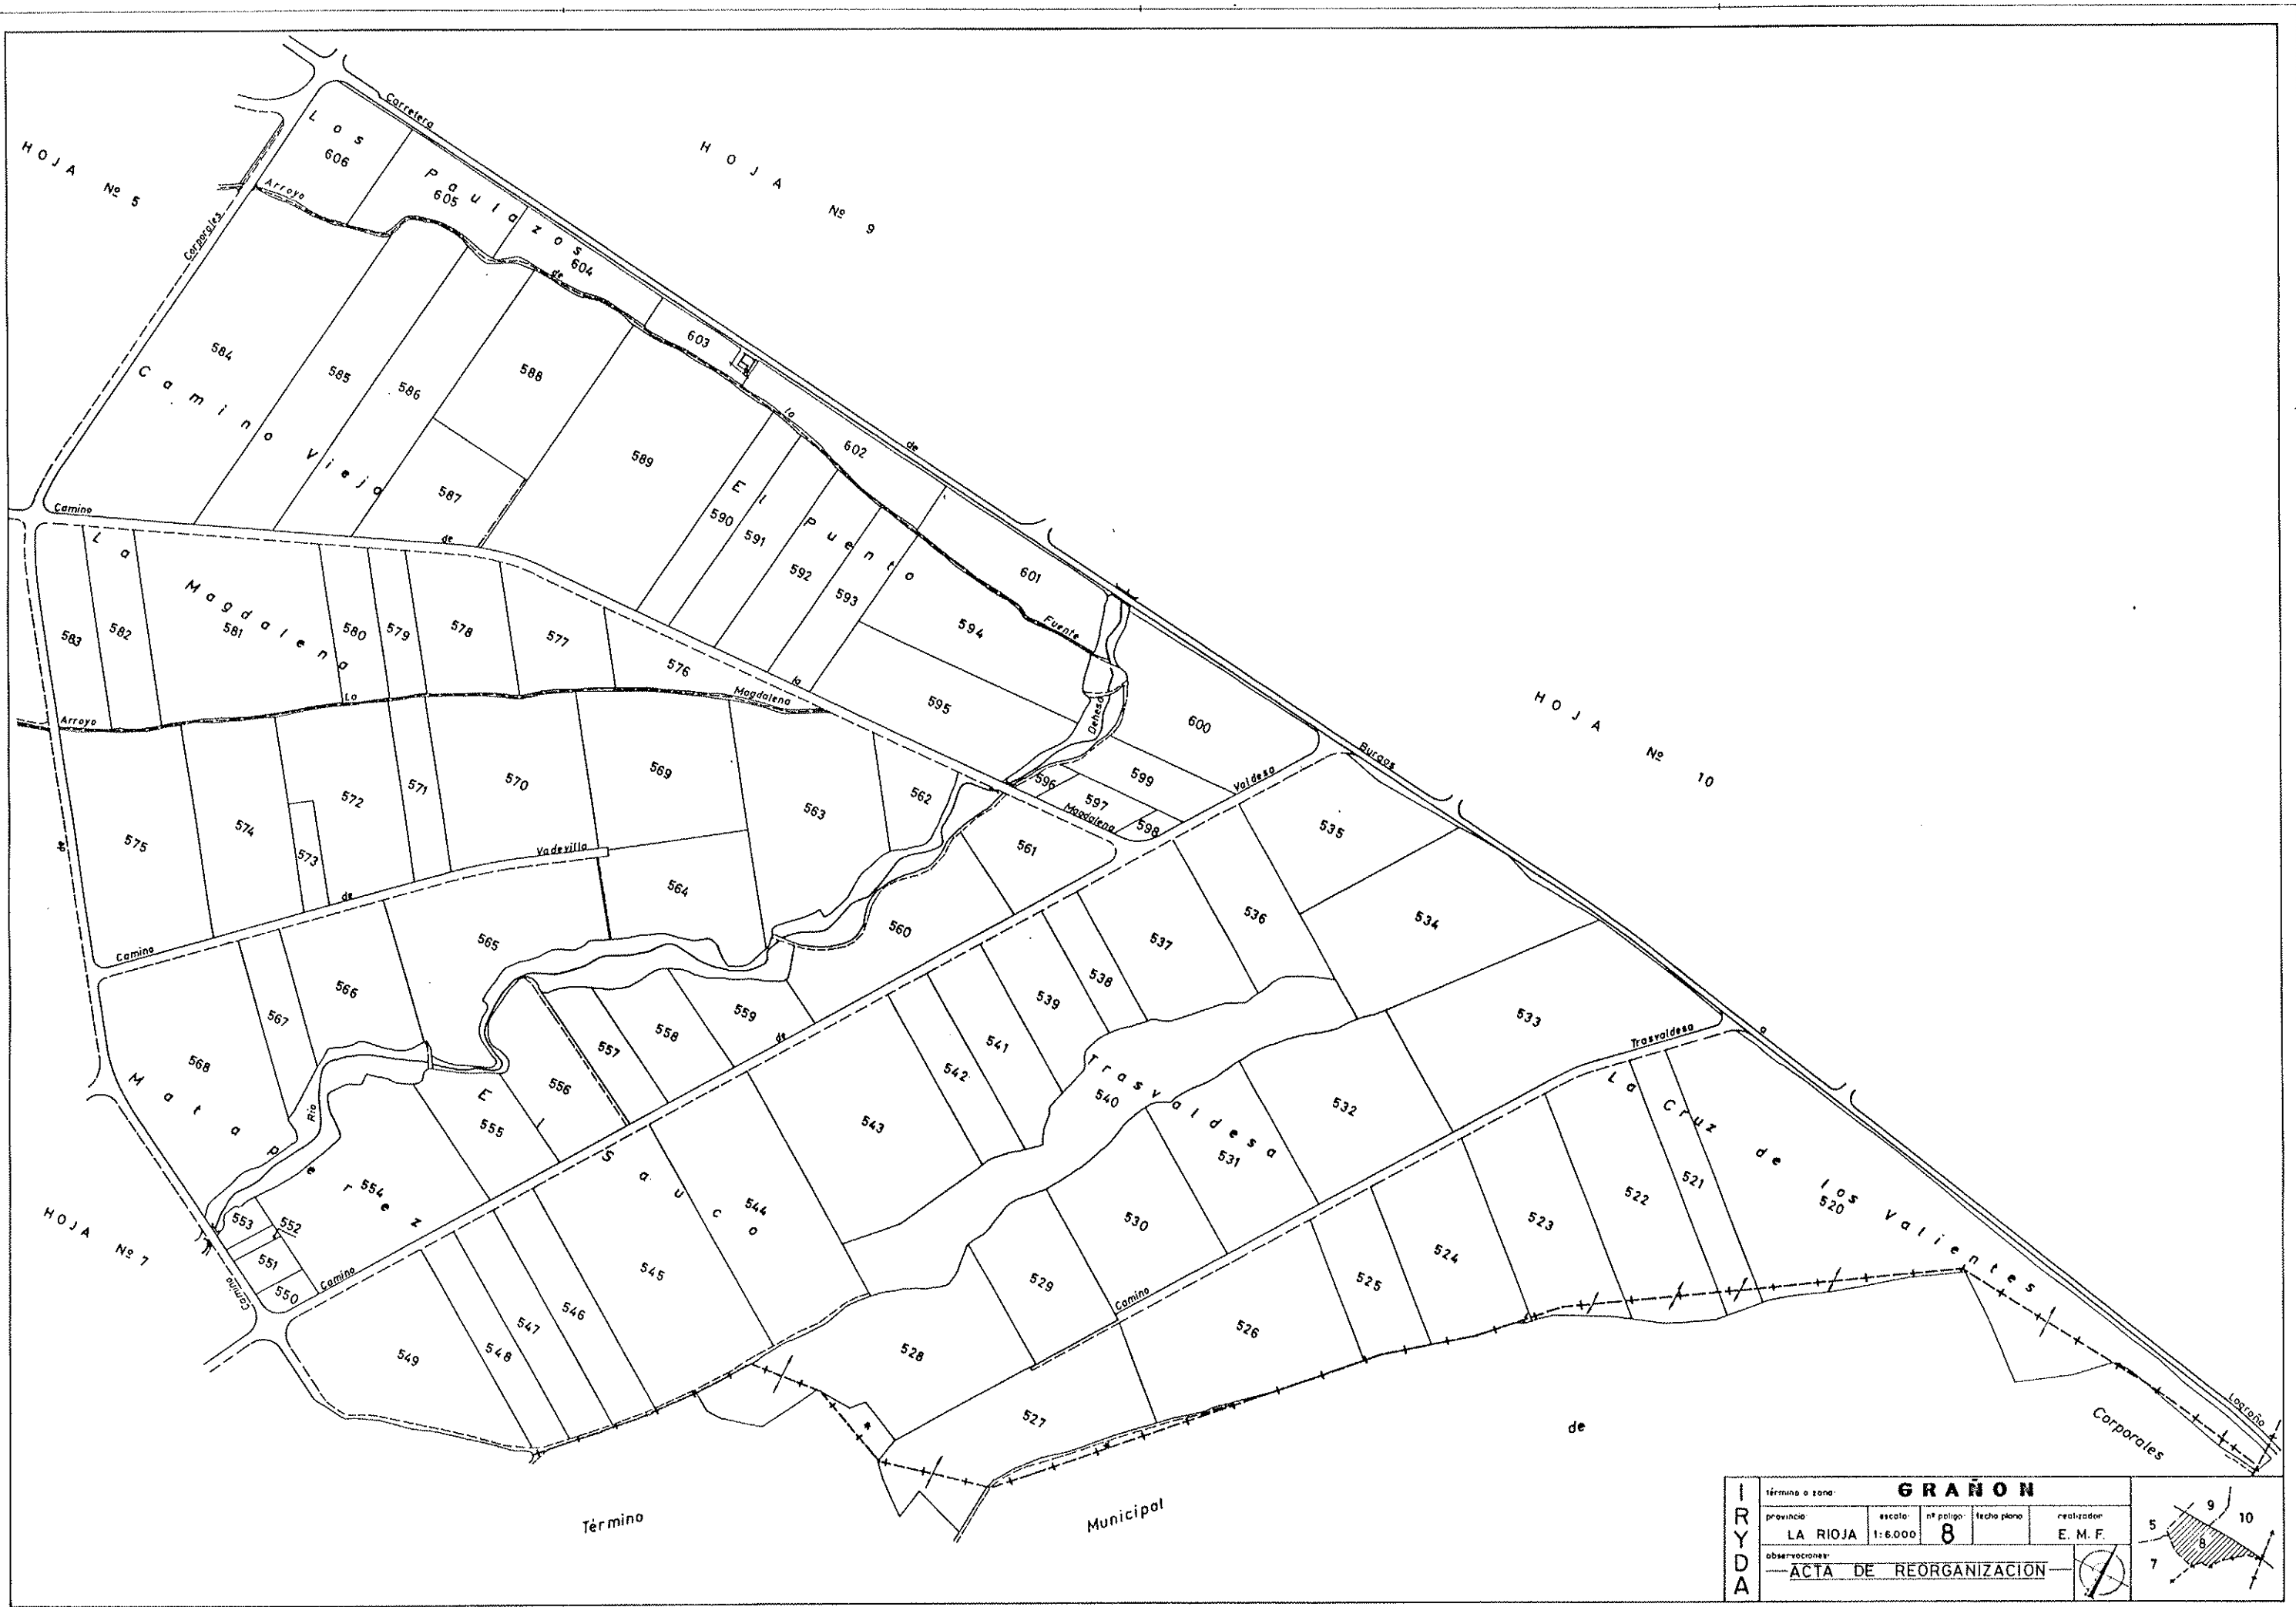 HOJA Nº 5
HOJA Nº 9
HOJA Nº 10
HOJA Nº 7
Carretera
de
Burgos
a
Logroño
Los Paulazos
606
605
604
603
602
601
Arroyo
de
la
Fuente
Corporales
584
585
586
588
587
589
Camino Viejo
590
591
592
593
594
595
El Puento
Camino
de
la
Magdalena
La Magdalena
583
582
581
580
579
578
577
576
Arroyo
La
Magdalena
Dehesa
600
599
596
597
598
Valdesa
575
574
573
572
571
570
569
563
562
561
564
Camino
de
Vadevilla
de
565
566
567
568
560
559
558
557
556
555
554
553
552
551
550
Mataperez
Rio
El Sauco
Camino
de
Camino
535
534
536
537
538
539
540
541
542
543
544
545
546
547
548
549
Trasvaldesa
533
532
531
530
529
528
527
526
525
524
523
522
521
520
Camino
Trasvaldesa
La Cruz de los Valientes
Término
Municipal
de
Corporales
IRYDA
término o zona:
GRAÑON
provincia:
LA RIOJA
escala:
1:6.000
nº poligo:
8
fecha plano
realizador
E. M. F.
observaciones:
ACTA DE REORGANIZACION
5
9
10
8
7